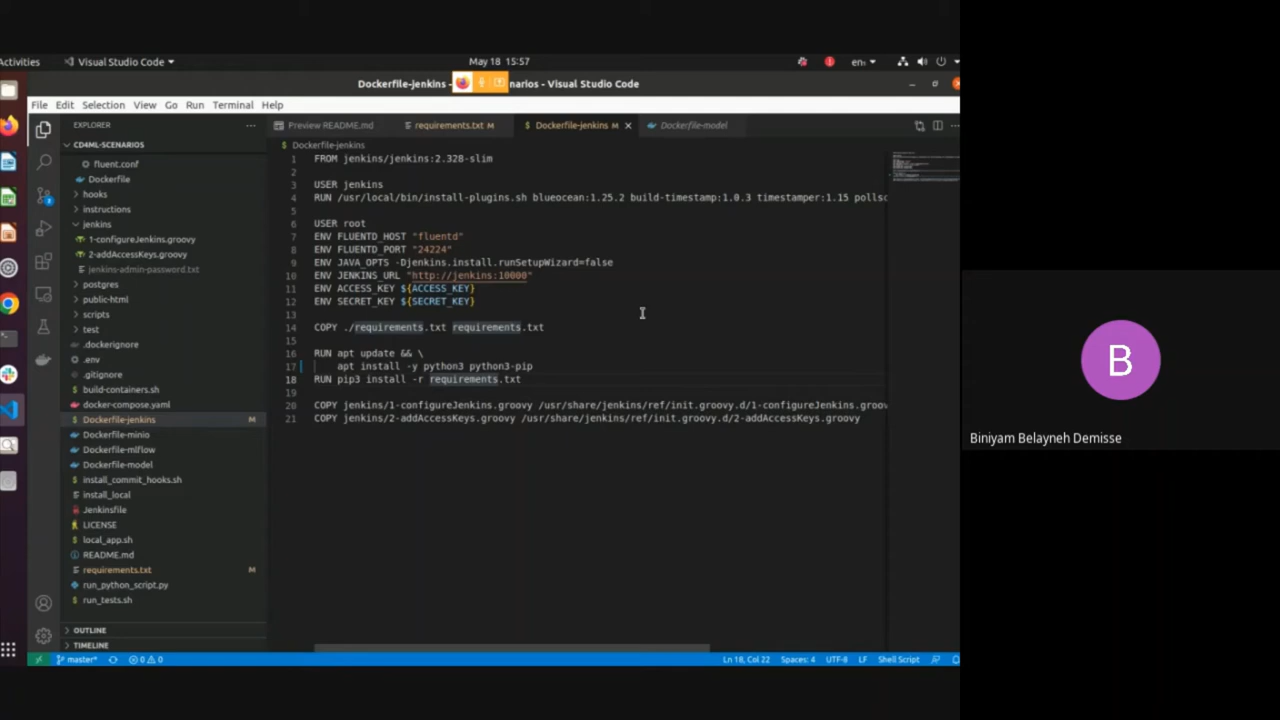 Activities
Visual Studio Code
May 18 15:57
en
Dockerfile-jenkins -
narios - Visual Studio Code
File Edit Selection View Go Run Terminal Help
EXPLORER
CD4ML-SCENARIOS
fluent.conf
Dockerfile
hooks
instructions
jenkins
1-configureJenkins.groovy
2-addAccessKeys.groovy
jenkins-admin-password.txt
postgres
public-html
scripts
test
.dockerignore
.env
.gitignore
build-containers.sh
docker-compose.yaml
Dockerfile-jenkins M
Dockerfile-minio
Dockerfile-mlflow
Dockerfile-model
install_commit_hooks.sh
install_local
Jenkinsfile
LICENSE
local_app.sh
README.md
requirements.txt M
run_python_script.py
run_tests.sh
OUTLINE
TIMELINE
Preview README.md
requirements.txt M
Dockerfile-jenkins M
Dockerfile-model
Dockerfile-jenkins
1 FROM jenkins/jenkins:2.328-slim
2
3 USER jenkins
4 RUN /usr/local/bin/install-plugins.sh blueocean:1.25.2 build-timestamp:1.0.3 timestamper:1.15 pollsc
5
6 USER root
7 ENV FLUENTD_HOST "fluentd"
8 ENV FLUENTD_PORT "24224"
9 ENV JAVA_OPTS -Djenkins.install.runSetupWizard=false
10 ENV JENKINS_URL "http://jenkins:10000"
11 ENV ACCESS_KEY ${ACCESS_KEY}
12 ENV SECRET_KEY ${SECRET_KEY}
13
14 COPY ./requirements.txt requirements.txt
15
16 RUN apt update && \
17 apt install -y python3 python3-pip
18 RUN pip3 install -r requirements.txt
19
20 COPY jenkins/1-configureJenkins.groovy /usr/share/jenkins/ref/init.groovy.d/1-configureJenkins.groov
21 COPY jenkins/2-addAccessKeys.groovy /usr/share/jenkins/ref/init.groovy.d/2-addAccessKeys.groovy
master*
0 0
Ln 18, Col 22
Spaces: 4
UTF-8
LF
Shell Script
B
Biniyam Belayneh Demisse